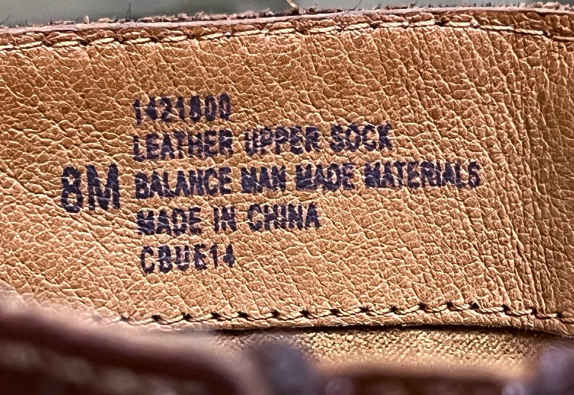 1421800
LEATHER UPPER SOCK
8M BALANCE MAN MADE MATERIALS
MADE IN CHINA
CBUE14